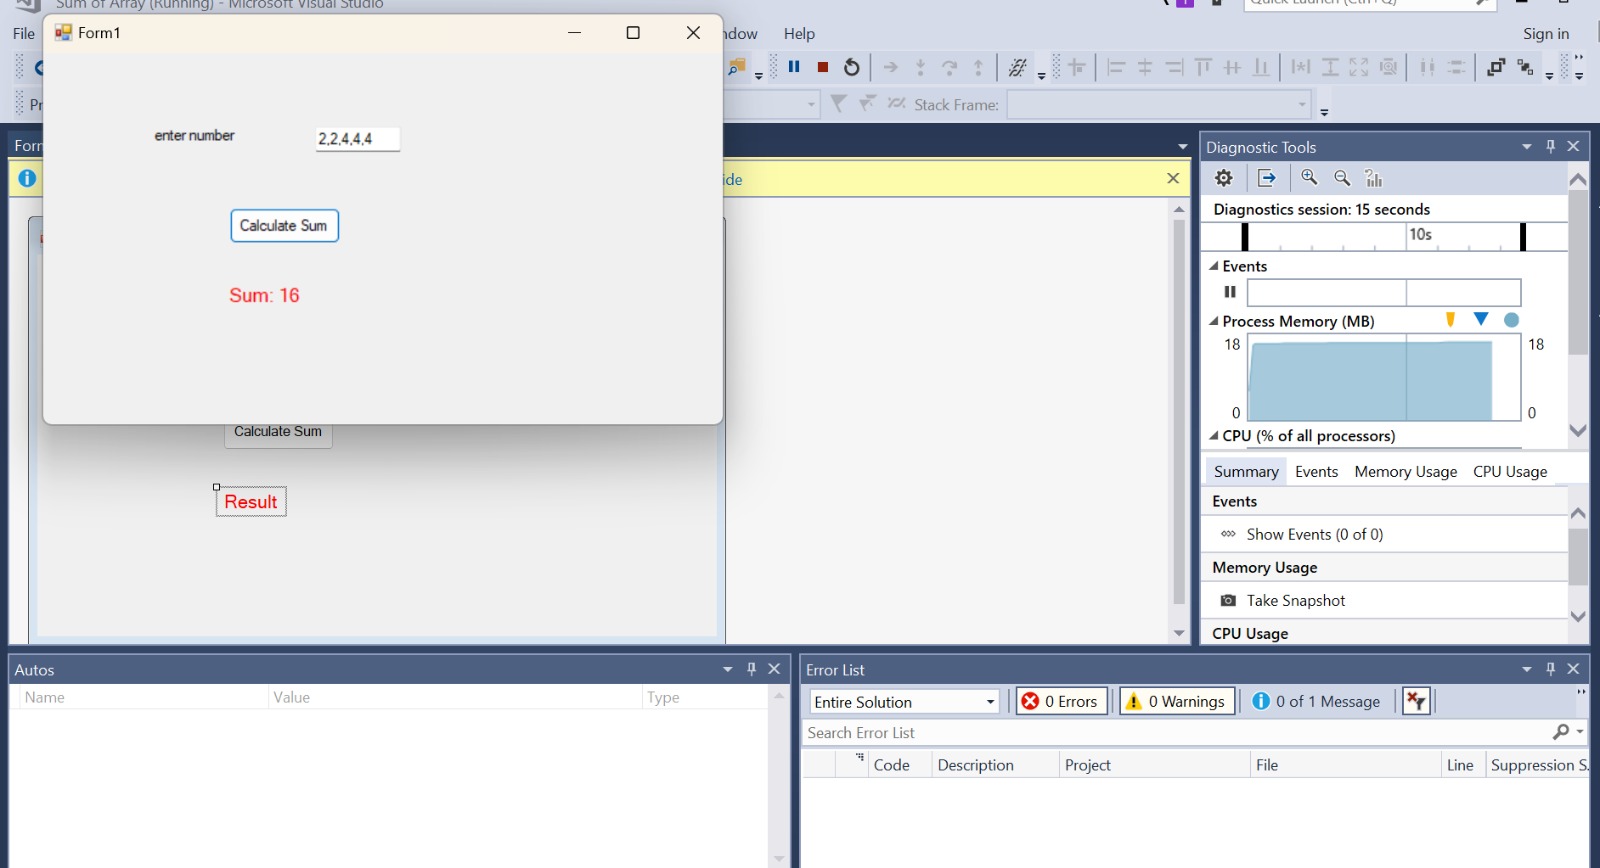 Sum of Array (Running) - Microsoft Visual Studio
Quick Launch (Ctrl+Q)
File
Help
Sign in
Stack Frame:
Form1
enter number
2,2,4,4,4
Calculate Sum
Sum: 16
Calculate Sum
Result
Diagnostic Tools
Diagnostics session: 15 seconds
10s
Events
Process Memory (MB)
18
18
0
0
CPU (% of all processors)
Summary
Events
Memory Usage
CPU Usage
Events
Show Events (0 of 0)
Memory Usage
Take Snapshot
CPU Usage
Autos
Name
Value
Type
Error List
Entire Solution
0 Errors
0 Warnings
0 of 1 Message
Search Error List
Code
Description
Project
File
Line
Suppression S